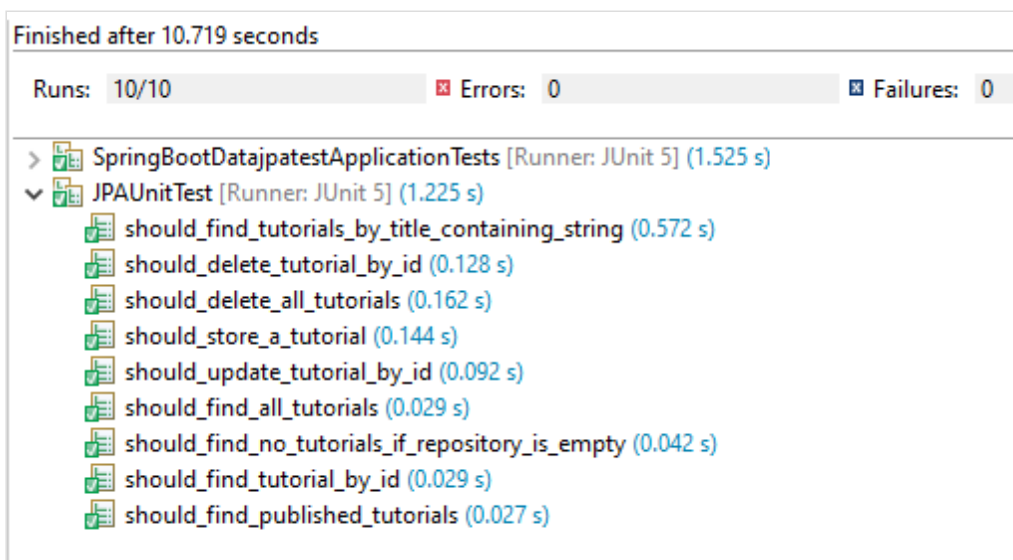 Finished after 10.719 seconds
Runs: 10/10 Errors: 0 Failures: 0
SpringBootDatajpatestApplicationTests [Runner: JUnit 5] (1.525 s)
JPAUnitTest [Runner: JUnit 5] (1.225 s)
should_find_tutorials_by_title_containing_string (0.572 s)
should_delete_tutorial_by_id (0.128 s)
should_delete_all_tutorials (0.162 s)
should_store_a_tutorial (0.144 s)
should_update_tutorial_by_id (0.092 s)
should_find_all_tutorials (0.029 s)
should_find_no_tutorials_if_repository_is_empty (0.042 s)
should_find_tutorial_by_id (0.029 s)
should_find_published_tutorials (0.027 s)